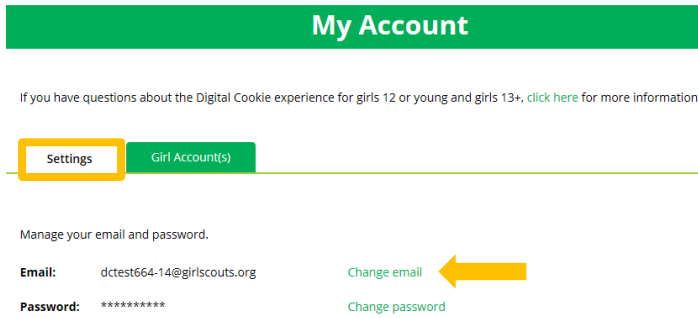 My Account
If you have questions about the Digital Cookie experience for girls 12 or young and girls 13+, click here for more information
Settings
Girl Account(s)
Manage your email and password.
Email: dctest664-14@girlscouts.org Change email
Password: ********** Change password